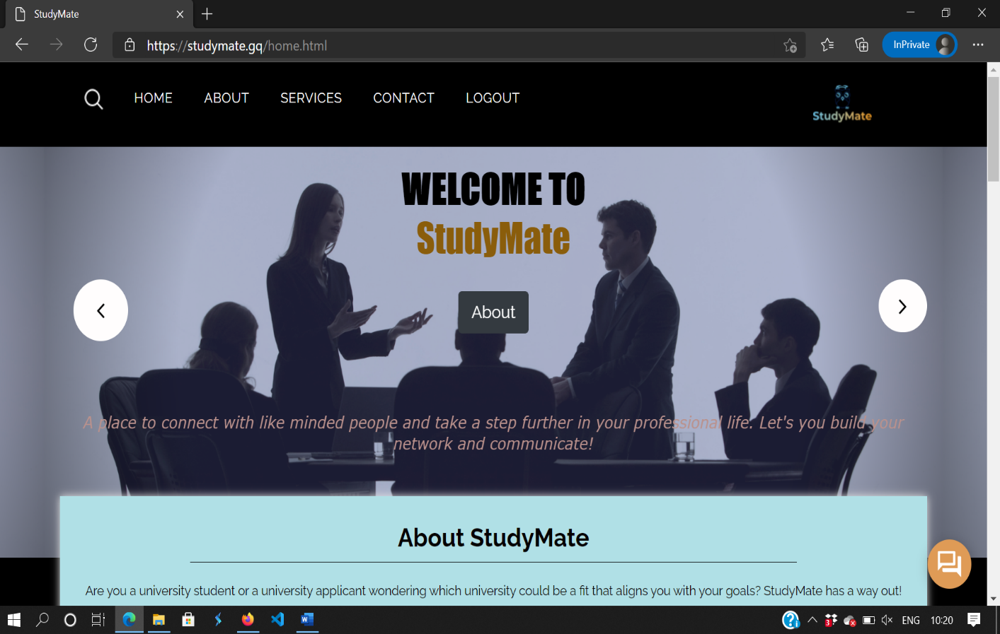 StudyMate
https://studymate.gq/home.html
InPrivate
HOME ABOUT SERVICES CONTACT LOGOUT
StudyMate
WELCOME TO
StudyMate
About
A place to connect with like minded people and take a step further in your professional life. Let's you build your
network and communicate!
About StudyMate
Are you a university student or a university applicant wondering which university could be a fit that aligns you with your goals? StudyMate has a way out!
3 ENG 10:20